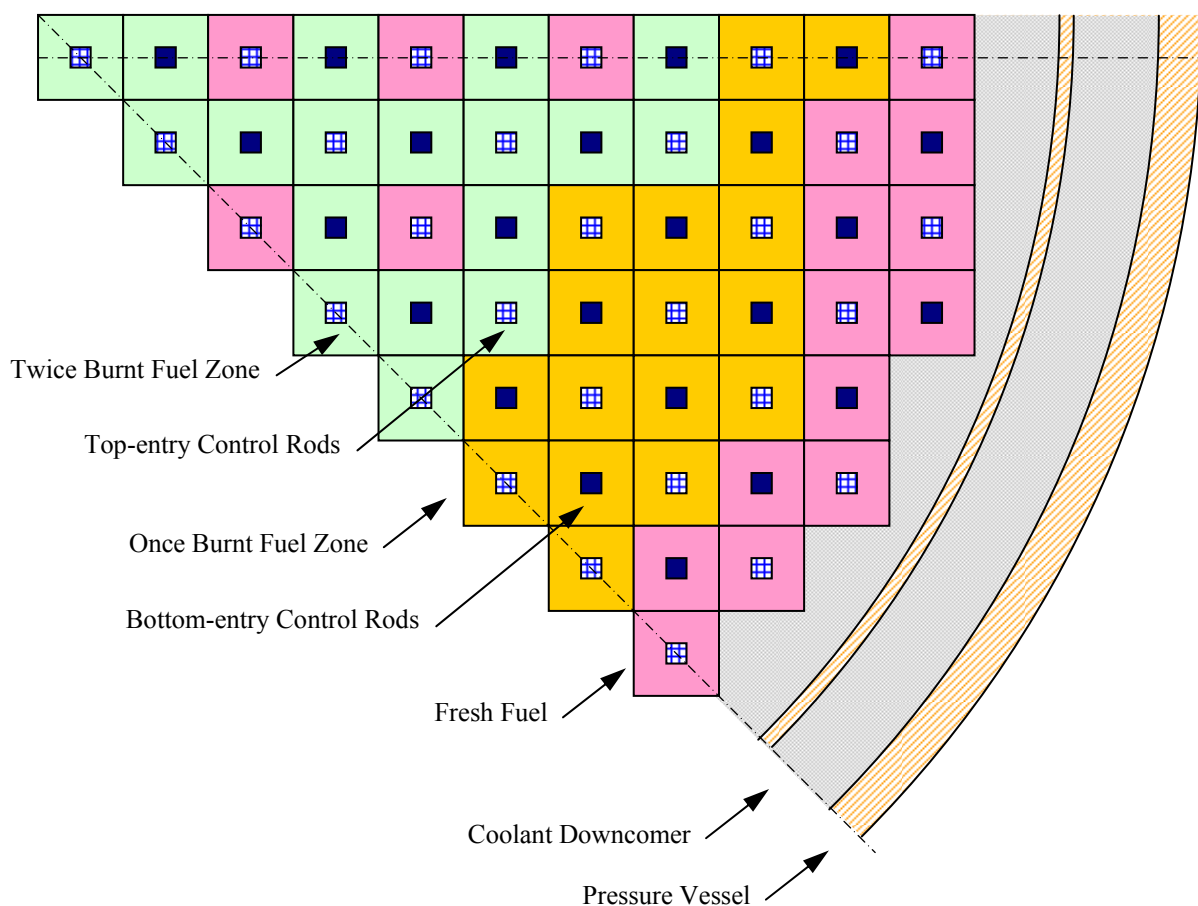 Twice Burnt Fuel Zone
Top-entry Control Rods
Once Burnt Fuel Zone
Bottom-entry Control Rods
Fresh Fuel
Coolant Downcomer
Pressure Vessel